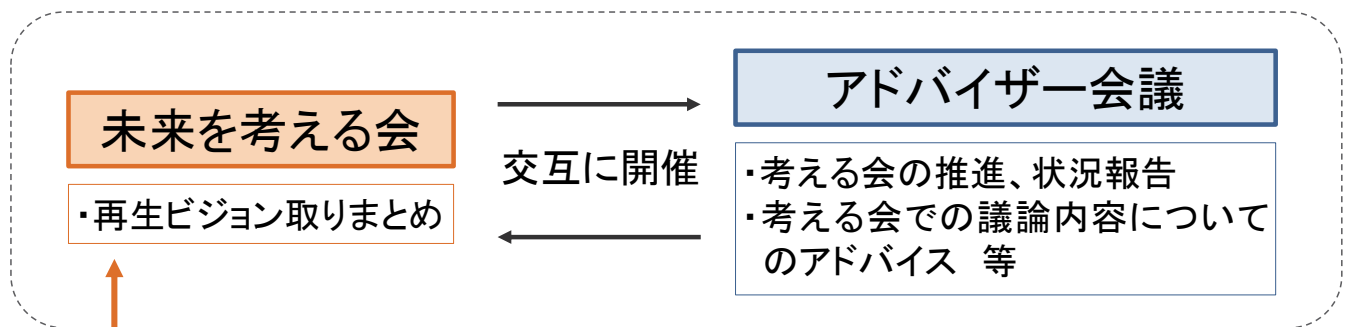 未来を考える会
・再生ビジョン取りまとめ
交互に開催
アドバイザー会議
・考える会の推進、状況報告
・考える会での議論内容について
のアドバイス 等